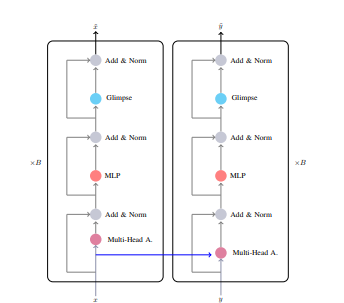 x̄ ȳ
Add & Norm Add & Norm
Glimpse Glimpse
Add & Norm Add & Norm
×B ×B
MLP MLP
Add & Norm Add & Norm
Multi-Head A.
Multi-Head A.
x y